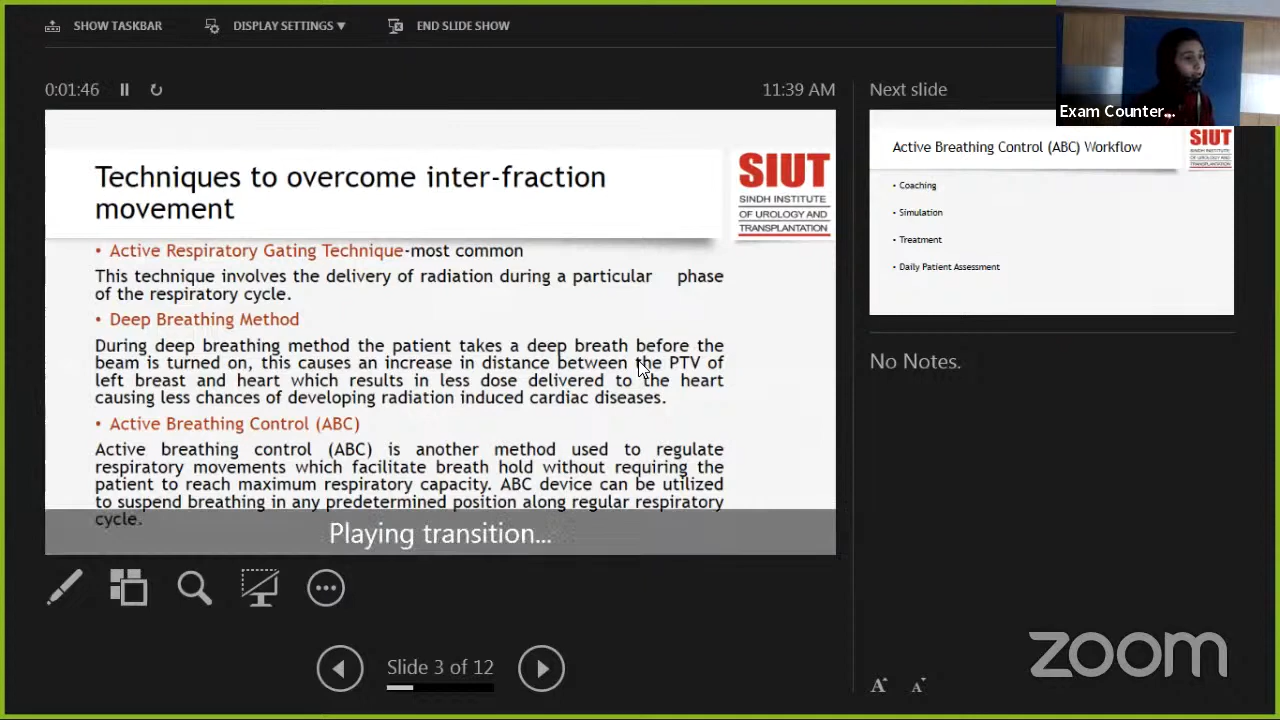 SHOW TASKBAR
DISPLAY SETTINGS ▼
END SLIDE SHOW
Exam Counter...
0:01:46
11:39 AM
Techniques to overcome inter-fraction
movement
SIUT
SINDH INSTITUTE
OF UROLOGY AND
TRANSPLANTATION
• Active Respiratory Gating Technique-most common
This technique involves the delivery of radiation during a particular phase
of the respiratory cycle.
• Deep Breathing Method
During deep breathing method the patient takes a deep breath before the
beam is turned on, this causes an increase in distance between the PTV of
left breast and heart which results in less dose delivered to the heart
causing less chances of developing radiation induced cardiac diseases.
• Active Breathing Control (ABC)
Active breathing control (ABC) is another method used to regulate
respiratory movements which facilitate breath hold without requiring the
patient to reach maximum respiratory capacity. ABC device can be utilized
to suspend breathing in any predetermined position along regular respiratory
cycle.
Playing transition...
Slide 3 of 12
Next slide
Active Breathing Control (ABC) Workflow
SIUT
SINDH INSTITUTE
OF UROLOGY AND
TRANSPLANTATION
• Coaching
• Simulation
• Treatment
• Daily Patient Assessment
No Notes.
A A
zoom